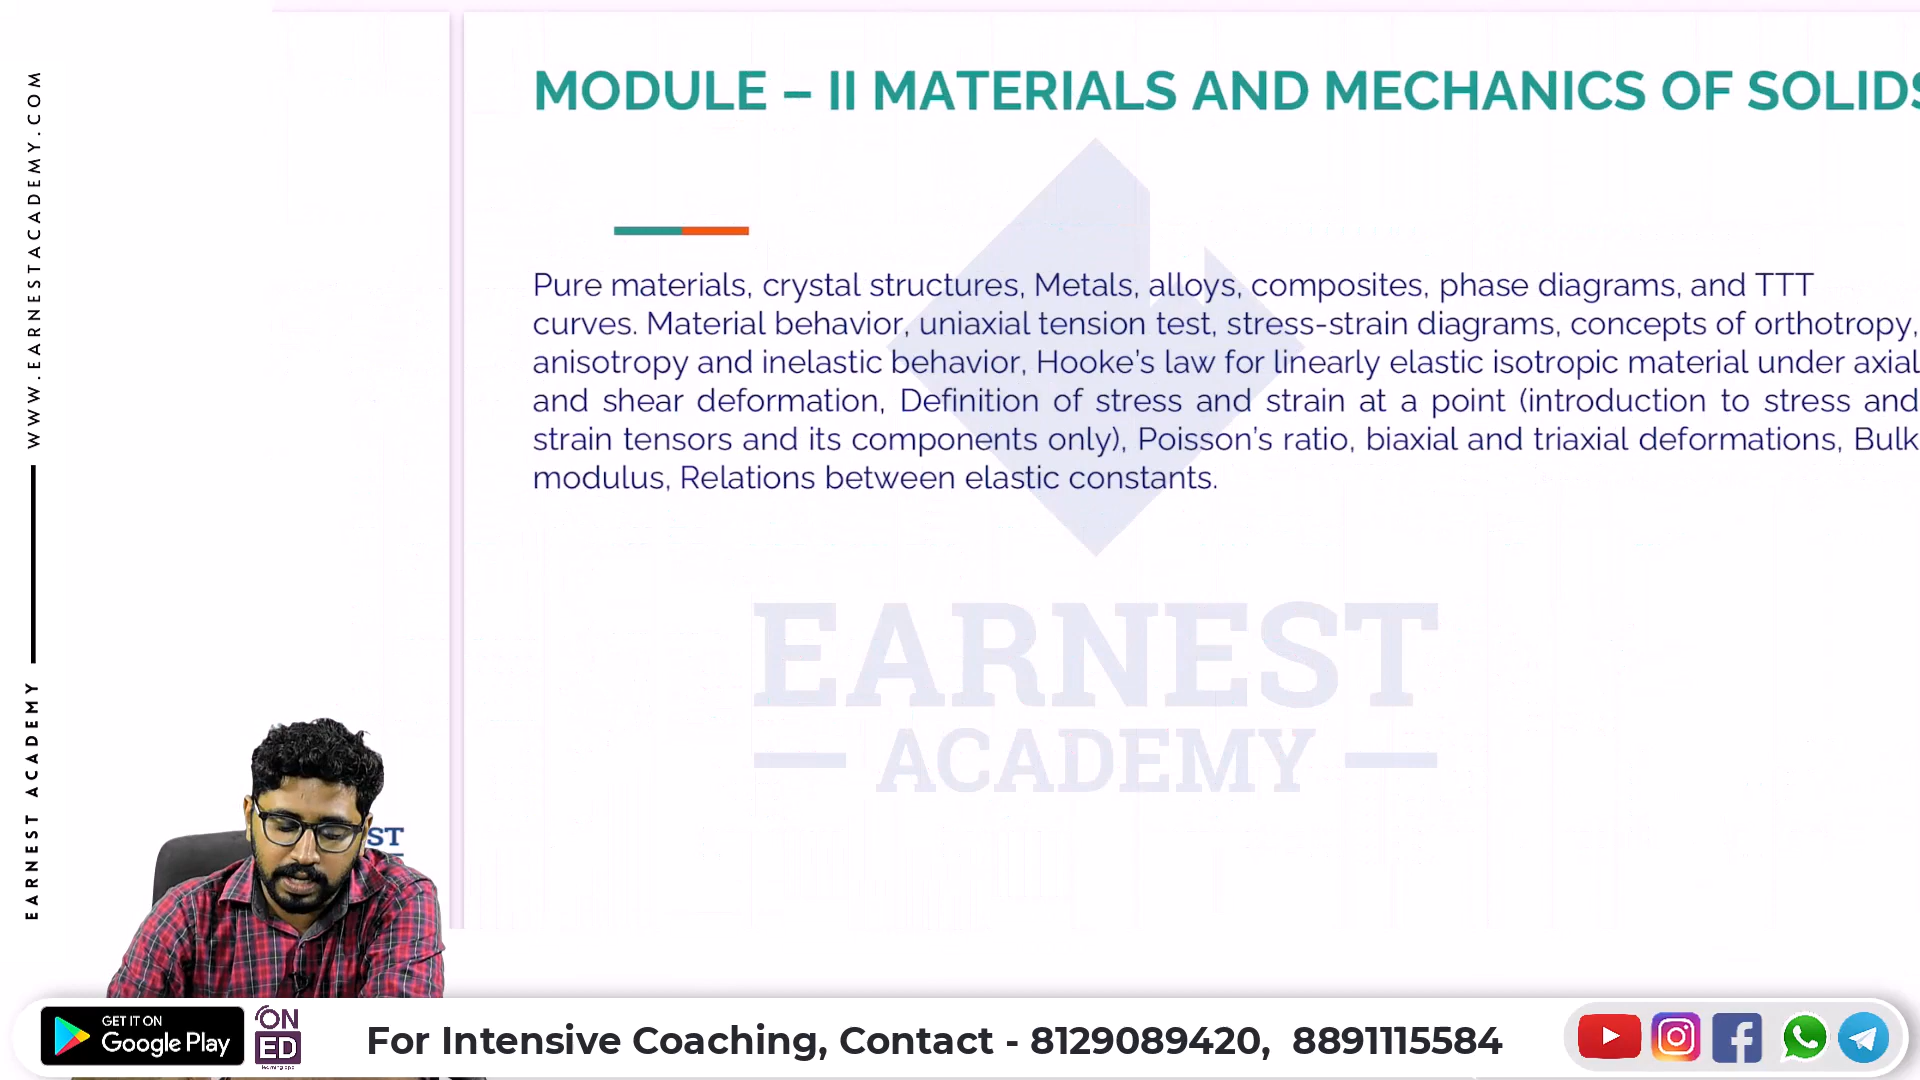 MODULE – II MATERIALS AND MECHANICS OF SOLIDS
Pure materials, crystal structures, Metals, alloys, composites, phase diagrams, and TTT
curves. Material behavior, uniaxial tension test, stress-strain diagrams, concepts of orthotropy,
anisotropy and inelastic behavior, Hooke’s law for linearly elastic isotropic material under axial
and shear deformation, Definition of stress and strain at a point (introduction to stress and
strain tensors and its components only), Poisson’s ratio, biaxial and triaxial deformations, Bulk
modulus, Relations between elastic constants.
EARNEST
ACADEMY
WWW.EARNESTACADEMY.COM
EARNEST ACADEMY
ST
GET IT ON
Google Play
ON
ED
For Intensive Coaching, Contact - 8129089420, 8891115584